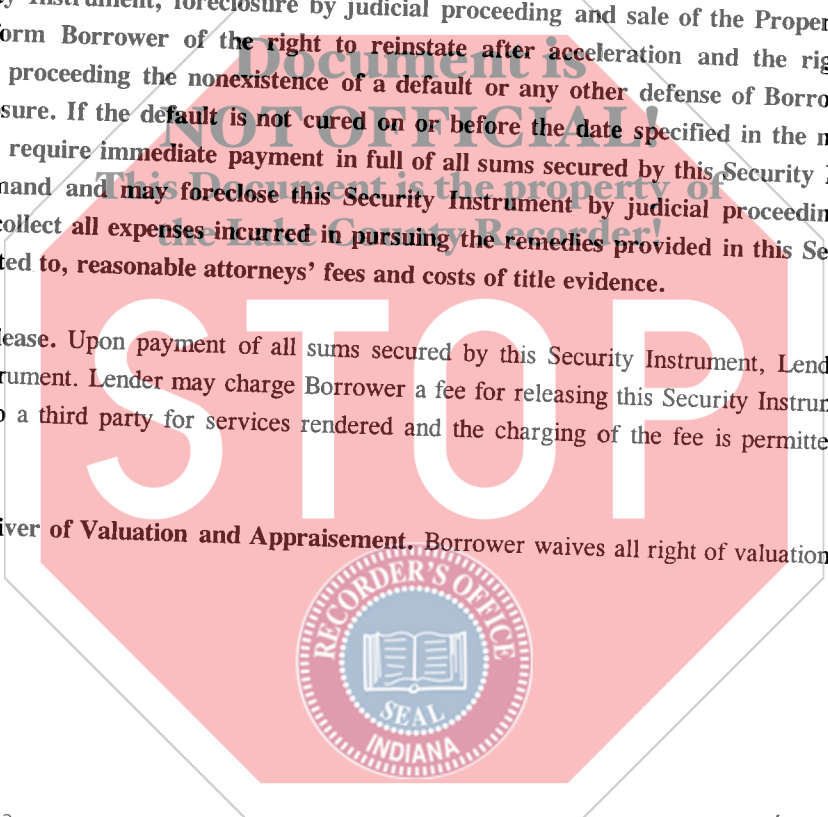 Instrument, foreclosure by judicial proceeding and sale of the Proper
orm Borrower of the right to reinstate after acceleration and the rig
Document is
proceeding the nonexistence of a default or any other defense of Borro
sure. If the default is not cured on or before the date specified in the n
NOT OFFICIAL!
require immediate payment in full of all sums secured by this Security
This Document is the property of
mand and may foreclose this Security Instrument by judicial proceedin
collect all expenses incurred in pursuing the remedies provided in this Se
the Lake County Recorder!
ted to, reasonable attorneys' fees and costs of title evidence.
lease. Upon payment of all sums secured by this Security Instrument, Lend
rument. Lender may charge Borrower a fee for releasing this Security Instrum
o a third party for services rendered and the charging of the fee is permitte
STOP
iver of Valuation and Appraisement. Borrower waives all right of valuation
RECORDER'S OFFICE
SEAL
INDIANA